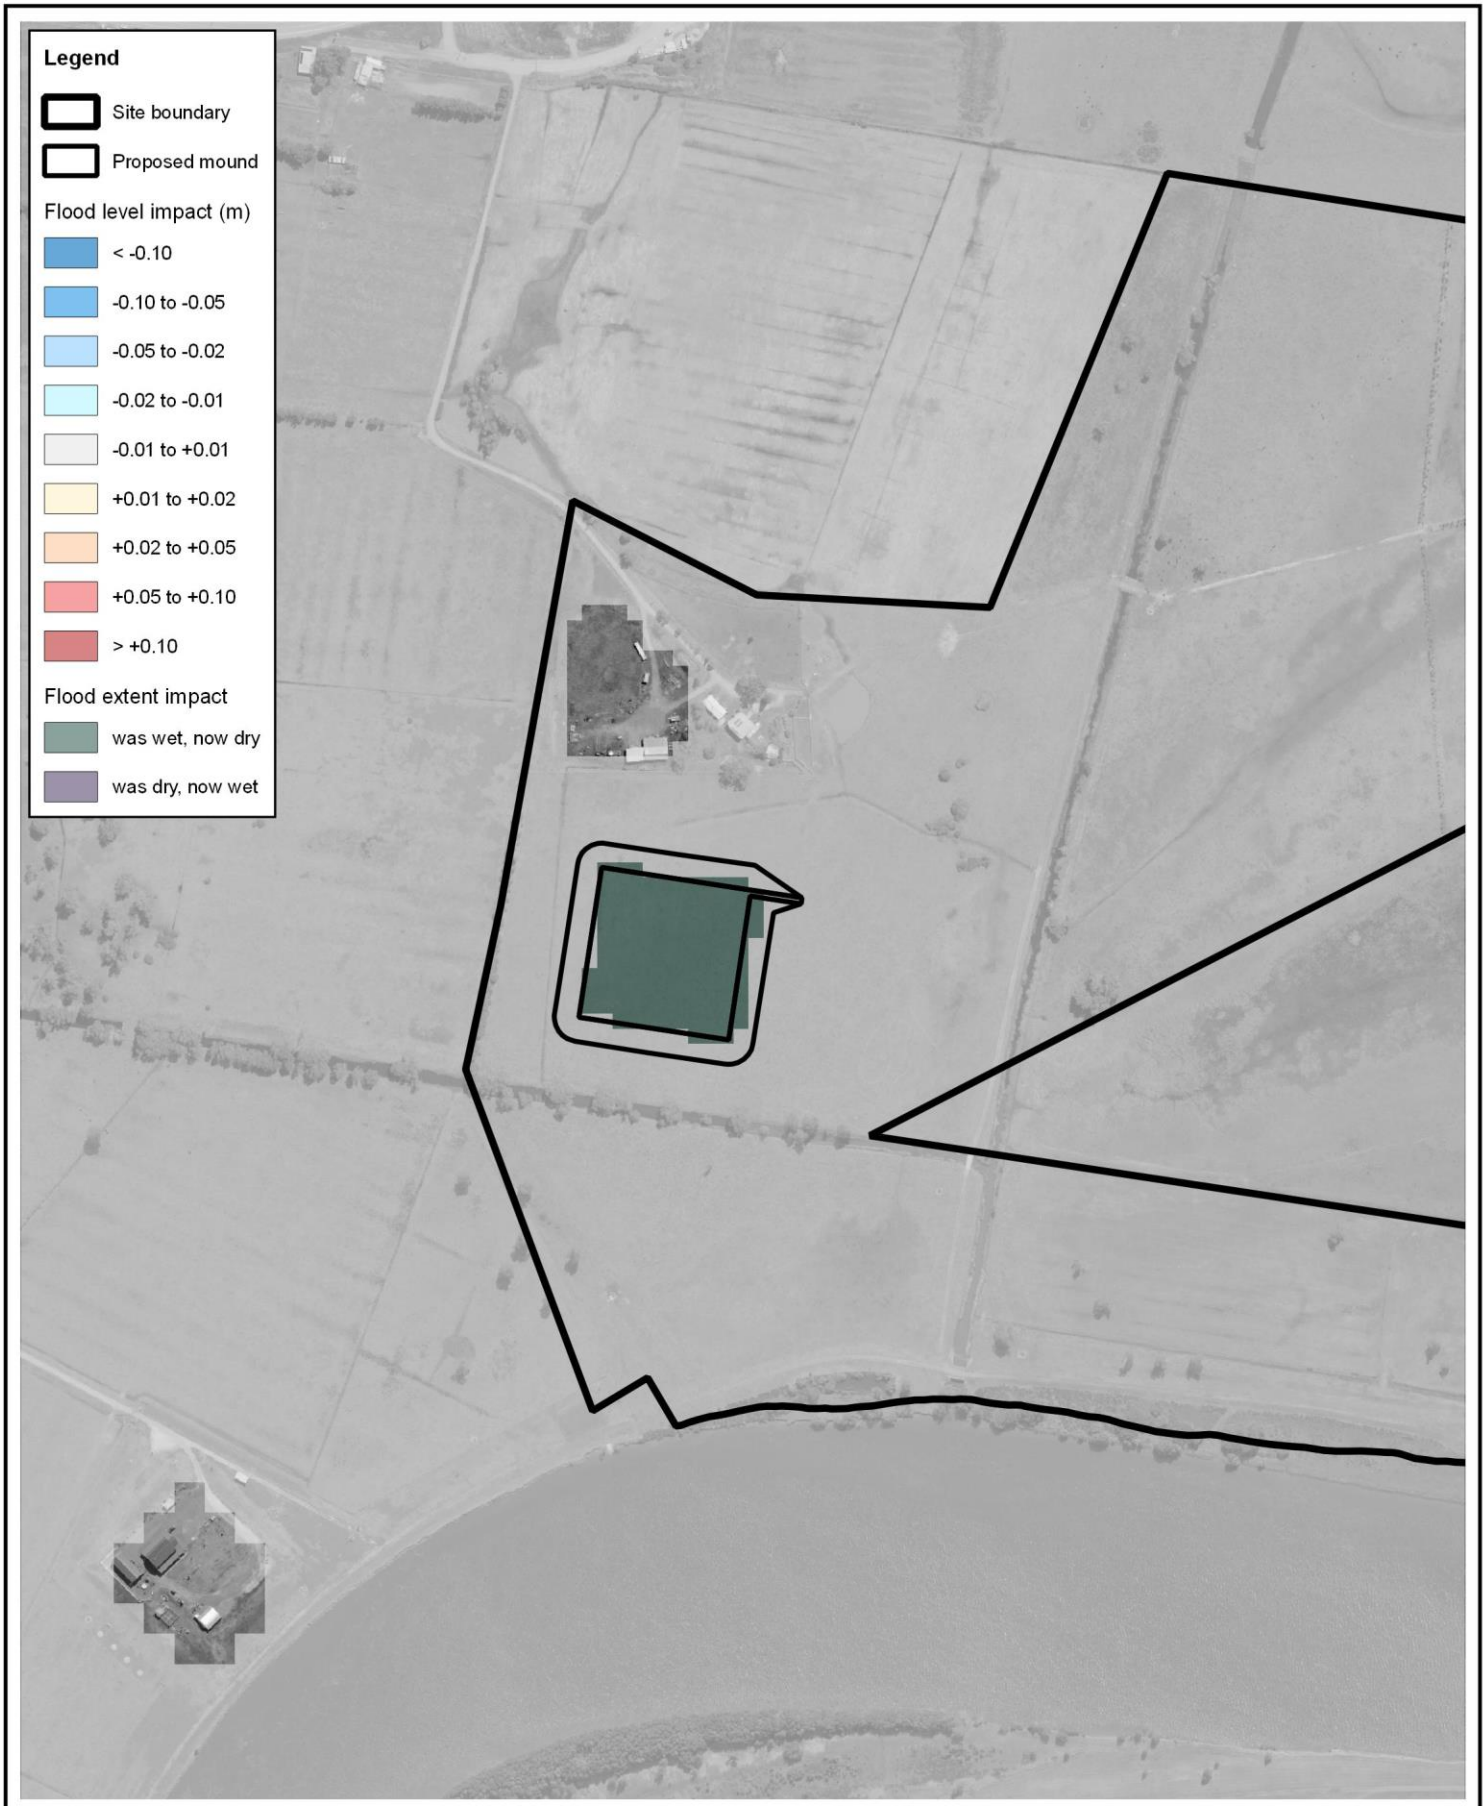 Legend
Site boundary
Proposed mound
Flood level impact (m)
< -0.10
-0.10 to -0.05
-0.05 to -0.02
-0.02 to -0.01
-0.01 to +0.01
+0.01 to +0.02
+0.02 to +0.05
+0.05 to +0.10
> +0.10
Flood extent impact
was wet, now dry
was dry, now wet